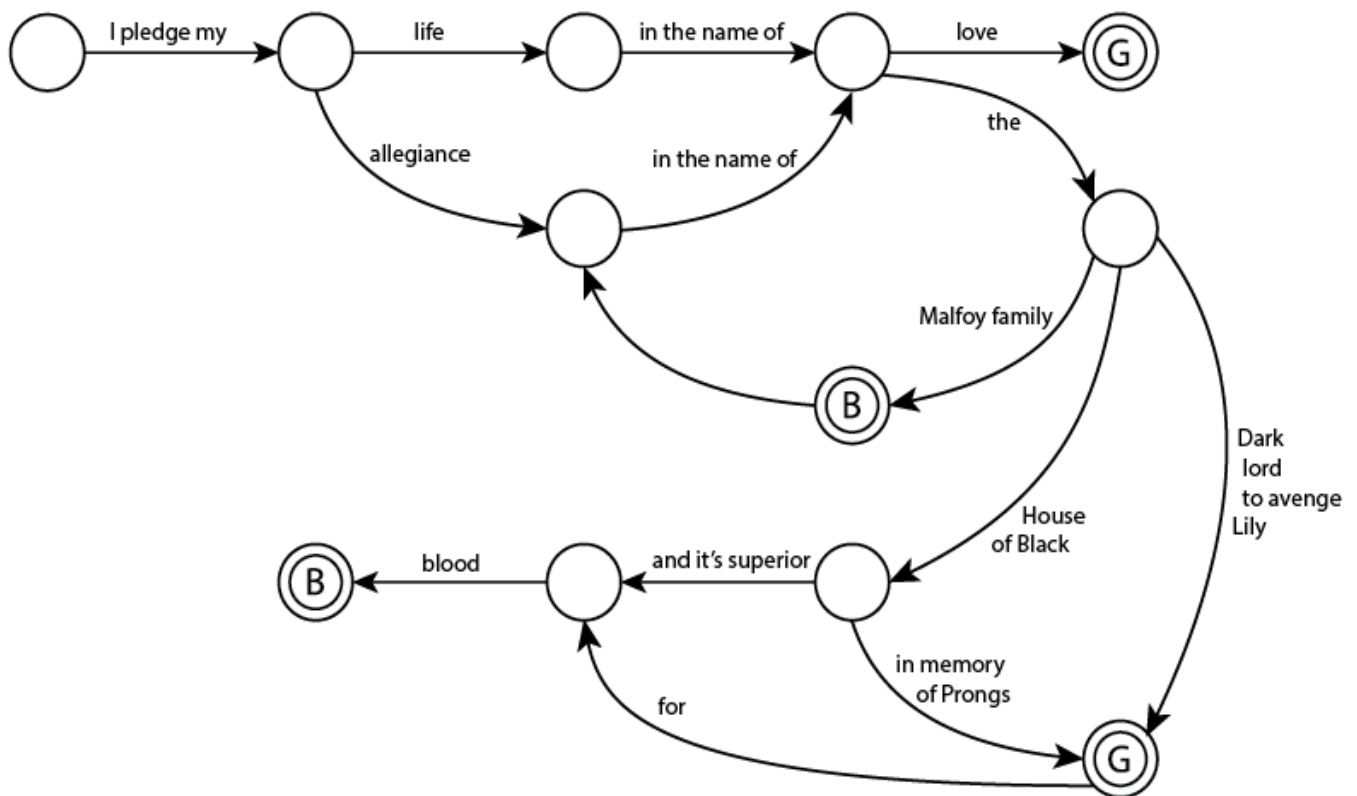 I pledge my
life
in the name of
love
G
the
allegiance
in the name of
Malfoy family
B
Dark
lord
to avenge
Lily
House
of Black
B
blood
and it's superior
in memory
of Prongs
for
G